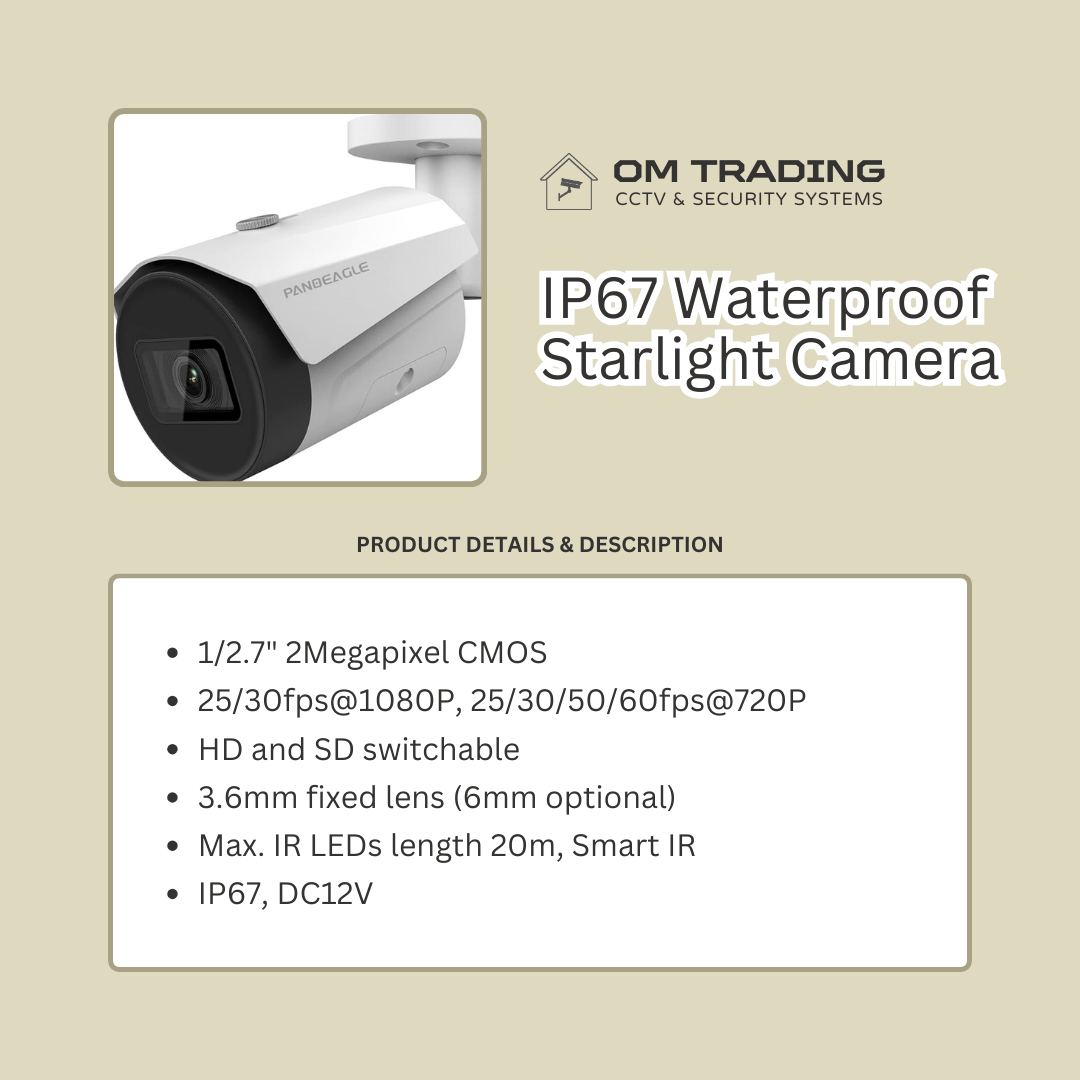 PANOEAGLE
OM TRADING
CCTV & SECURITY SYSTEMS
IP67 Waterproof
Starlight Camera
PRODUCT DETAILS & DESCRIPTION
• 1/2.7" 2Megapixel CMOS
• 25/30fps@1080P, 25/30/50/60fps@720P
• HD and SD switchable
• 3.6mm fixed lens (6mm optional)
• Max. IR LEDs length 20m, Smart IR
• IP67, DC12V